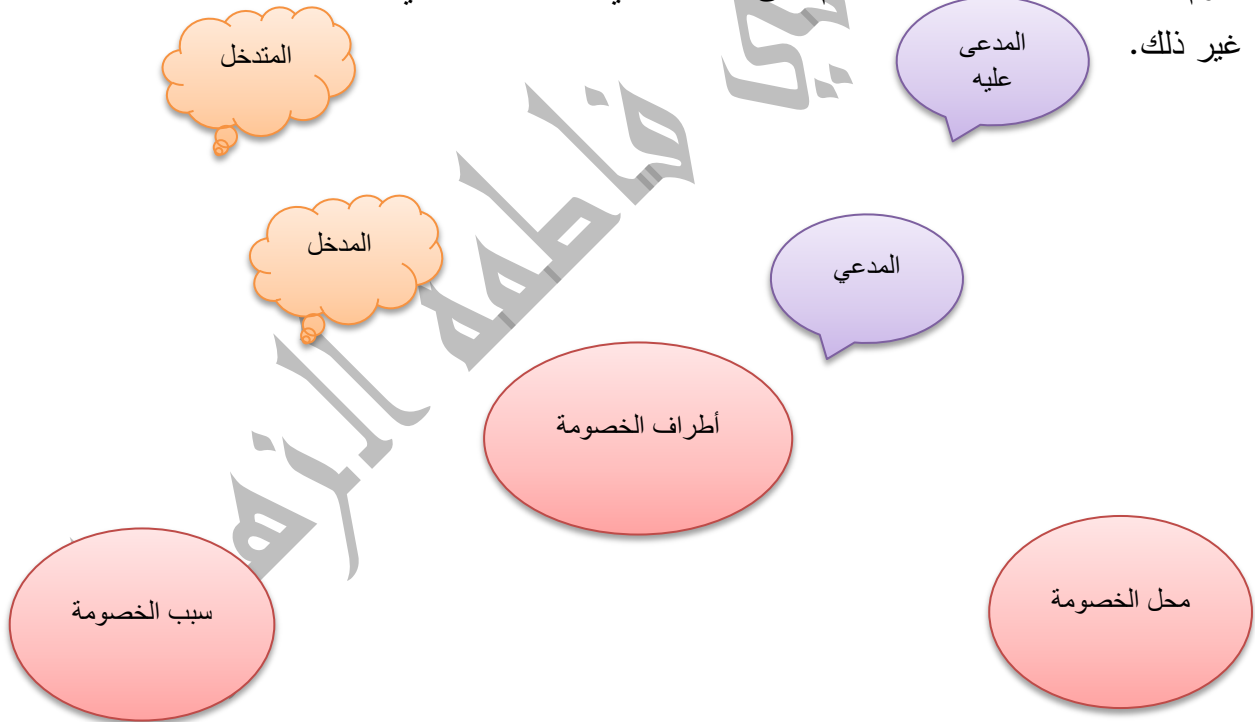 غير ذلك.
المدعى
عليه
المتدخل
المدعي
المدخل
أطراف الخصومة
محل الخصومة
سبب الخصومة